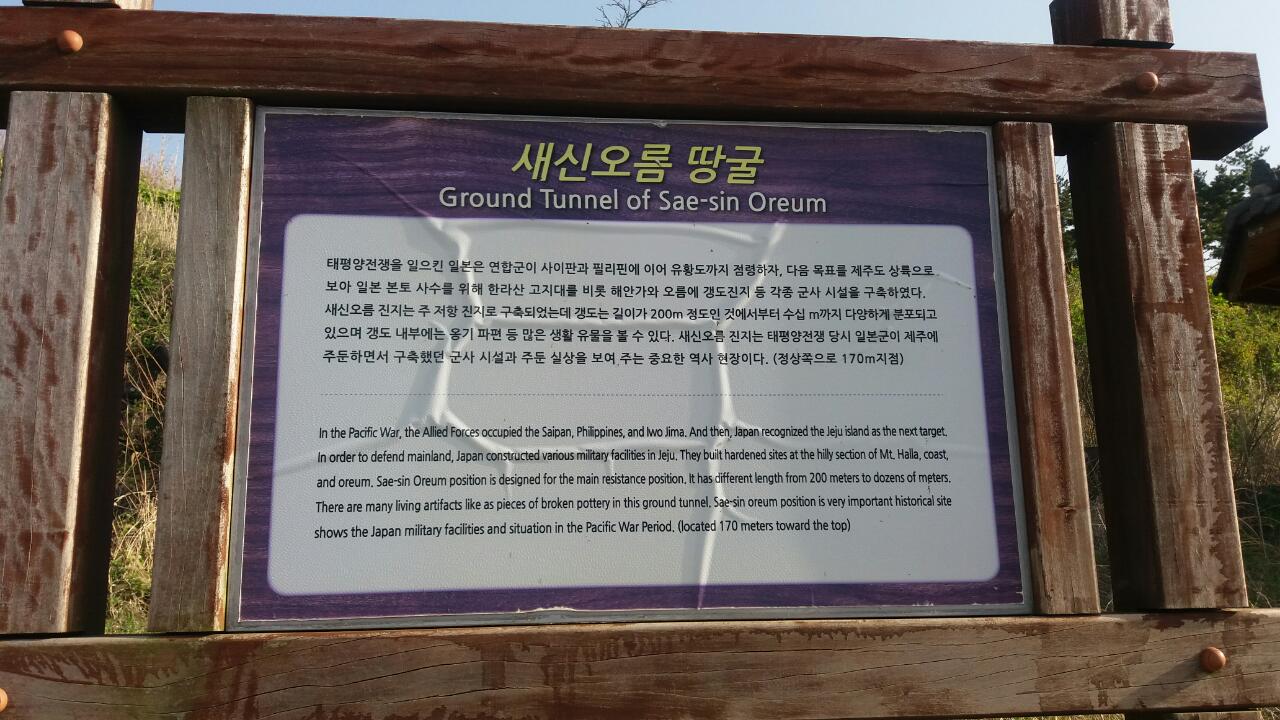 새신오름 땅굴
Ground Tunnel of Sae-sin Oreum
태평양전쟁을 일으킨 일본은 연합군이 사이판과 필리핀에 이어 유황도까지 점령하자, 다음 목표를 제주도 상륙으로
보아 일본 본토 사수를 위해 한라산 고지대를 비롯 해안가와 오름에 갱도진지 등 각종 군사 시설을 구축하였다.
새신오름 진지는 주 저항 진지로 구축되었는데 갱도는 길이가 200m 정도인 것에서부터 수십 m까지 다양하게 분포되고
있으며 갱도 내부에는 옹기 파편 등 많은 생활 유물을 볼 수 있다. 새신오름 진지는 태평양전쟁 당시 일본군이 제주에
주둔하면서 구축했던 군사 시설과 주둔 실상을 보여 주는 중요한 역사 현장이다. (정상쪽으로 170m지점)
In the Pacific War, the Allied Forces occupied the Saipan, Philippines, and Iwo Jima. And then, Japan recognized the Jeju island as the next target.
In order to defend mainland, Japan constructed various military facilities in Jeju. They built hardened sites at the hilly section of Mt. Halla, coast,
and oreum. Sae-sin Oreum position is designed for the main resistance position. It has different length from 200 meters to dozens of meters.
There are many living artifacts like as pieces of broken pottery in this ground tunnel. Sae-sin oreum position is very important historical site
shows the Japan military facilities and situation in the Pacific War Period. (located 170 meters toward the top)